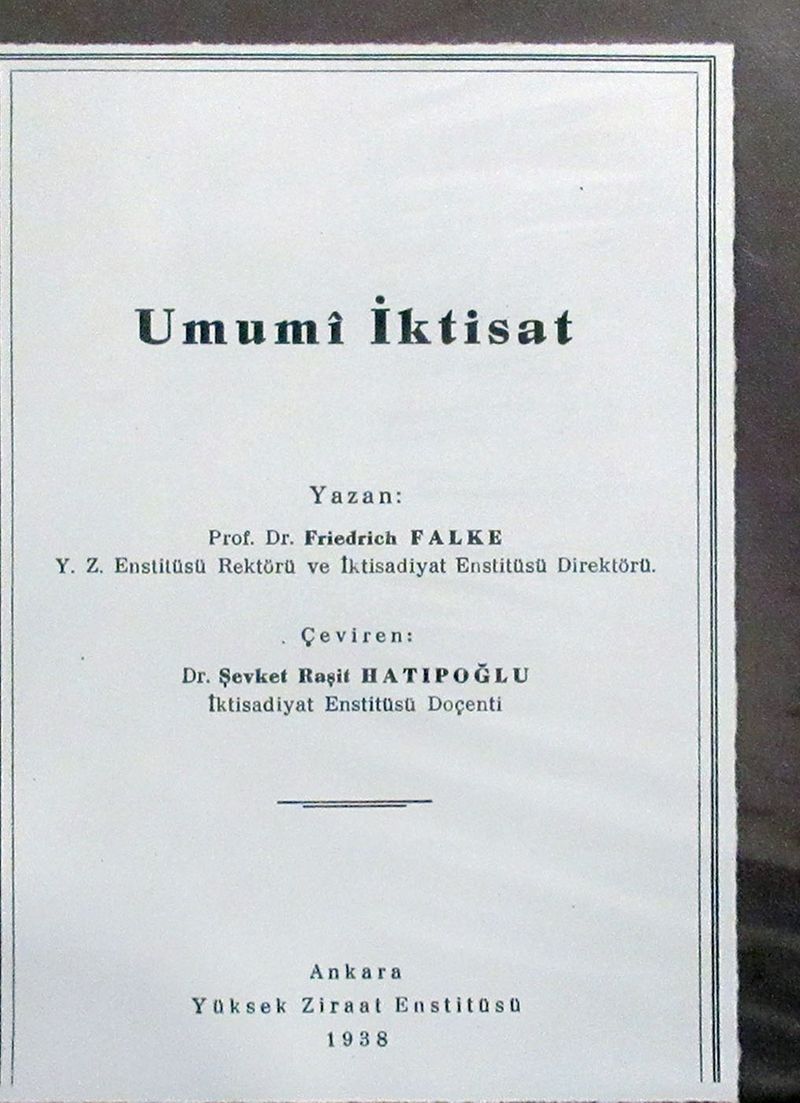 Umumî İktisat
Yazan:
Prof. Dr. Friedrich FALKE
Y. Z. Enstitüsü Rektörü ve İktisadiyat Enstitüsü Direktörü.
Çeviren:
Dr. Şevket Raşit HATIPOĞLU
İktisadiyat Enstitüsü Doçenti
Ankara
Yüksek Ziraat Enstitüsü
1938